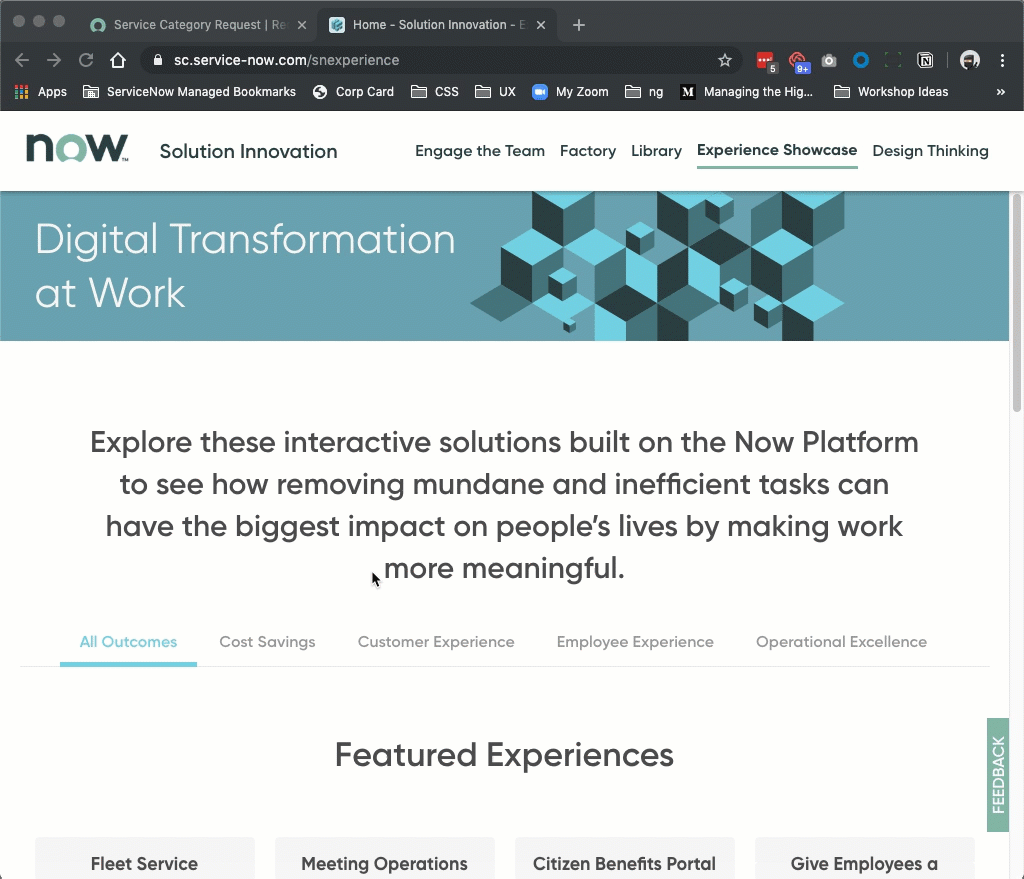 Service Category Request | Re
Home - Solution Innovation - E
sc.service-now.com/snexperience
5
9+
Apps
ServiceNow Managed Bookmarks
Corp Card
CSS
UX
My Zoom
ng
M
Managing the Hig...
Workshop Ideas
»
now
Solution Innovation
Engage the Team
Factory
Library
Experience Showcase
Design Thinking
Digital Transformation
at Work
Explore these interactive solutions built on the Now Platform
to see how removing mundane and inefficient tasks can
have the biggest impact on people's lives by making work
more meaningful.
All Outcomes
Cost Savings
Customer Experience
Employee Experience
Operational Excellence
Featured Experiences
FEEDBACK
Fleet Service
Meeting Operations
Citizen Benefits Portal
Give Employees a